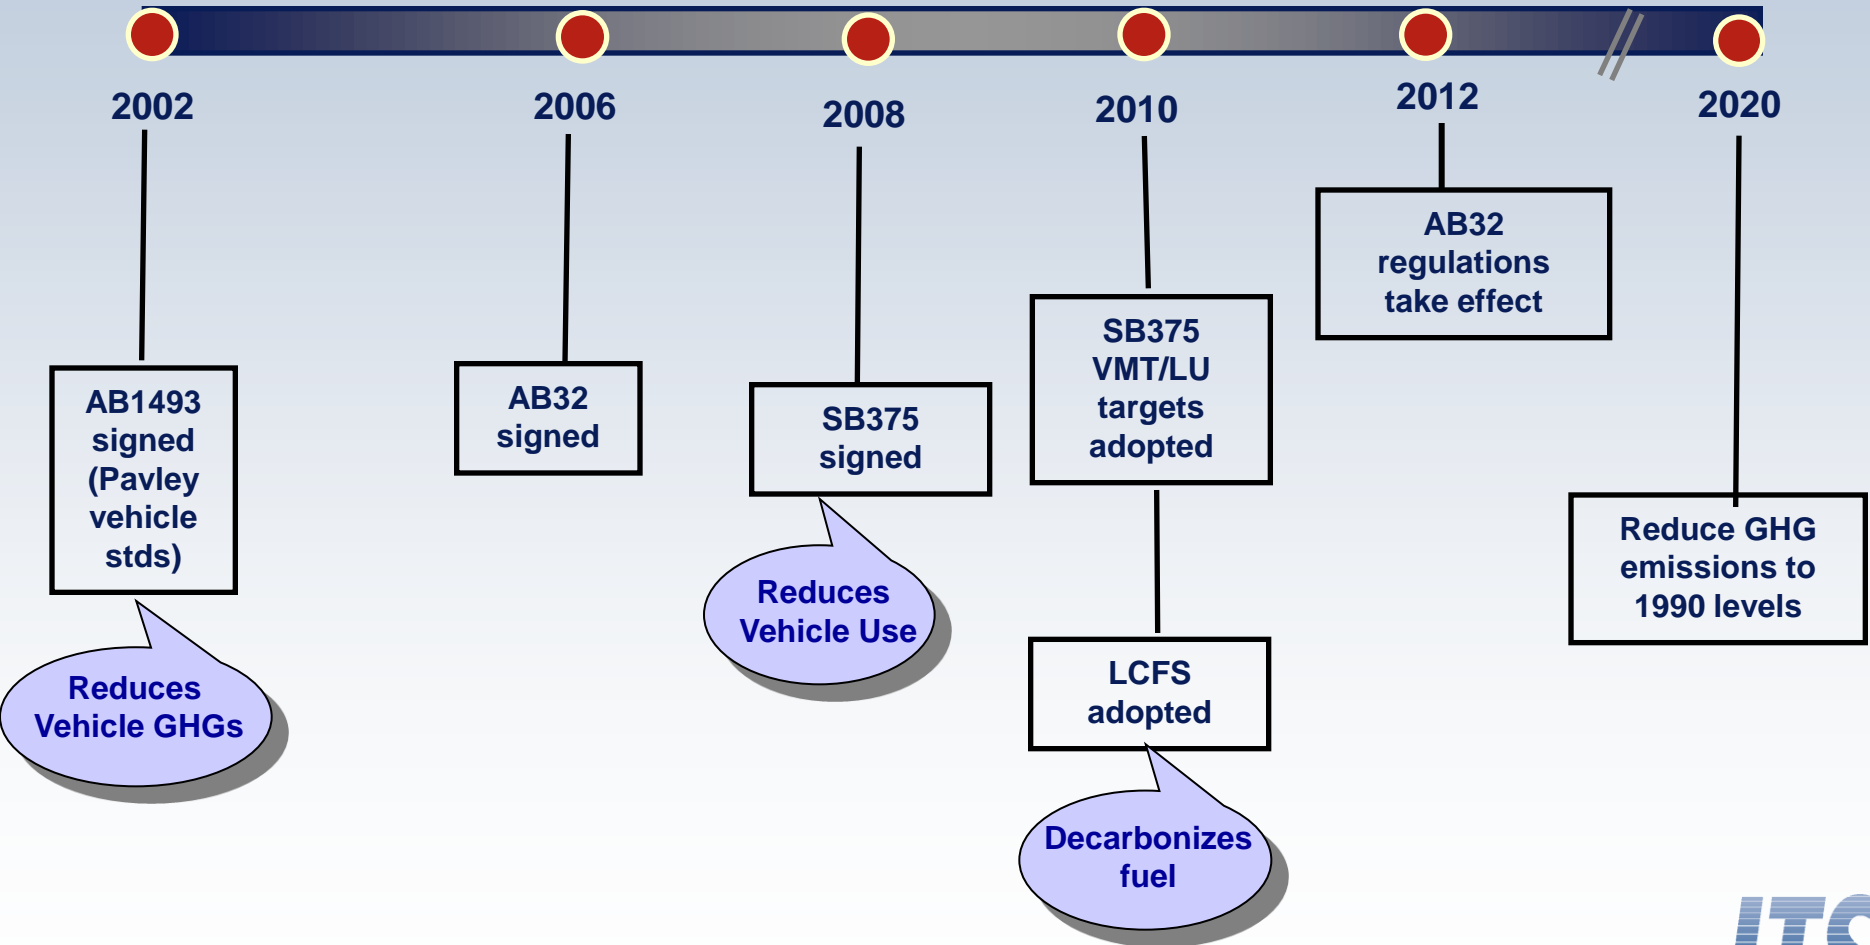 2002
2006
2008
2010
2012
2020
AB1493
signed
(Pavley
vehicle
stds)
Reduces
Vehicle GHGs
AB32
signed
SB375
signed
Reduces
Vehicle Use
SB375
VMT/LU
targets
adopted
LCFS
adopted
Decarbonizes
fuel
AB32
regulations
take effect
Reduce GHG
emissions to
1990 levels